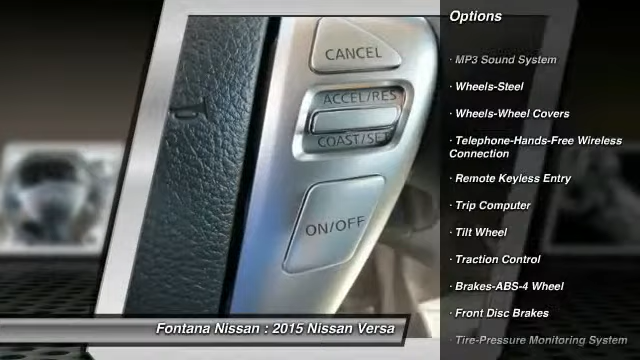 Options
CANCEL
ACCEL/RES
COAST/SET
ON/OFF
· MP3 Sound System
· Wheels-Steel
· Wheels-Wheel Covers
· Telephone-Hands-Free Wireless
Connection
· Remote Keyless Entry
· Trip Computer
· Tilt Wheel
· Traction Control
· Brakes-ABS-4 Wheel
· Front Disc Brakes
· Tire-Pressure Monitoring System
Fontana Nissan : 2015 Nissan Versa